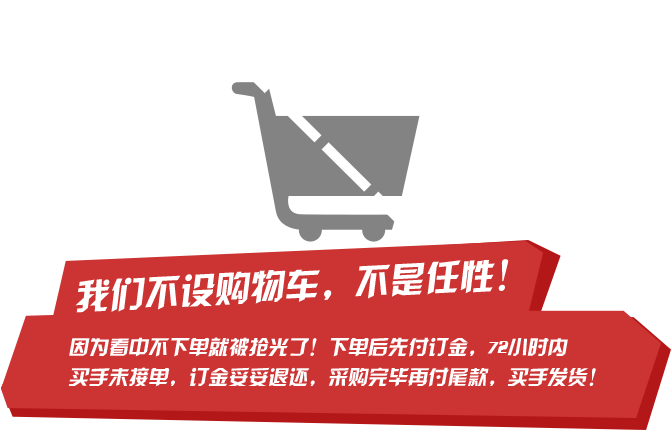 我们不设购物车，不是任性！
因为看中不下单就被抢光了！下单后先付订金，72小时内
买手未接单，订金妥妥退还，采购完毕再付尾款，买手发货！